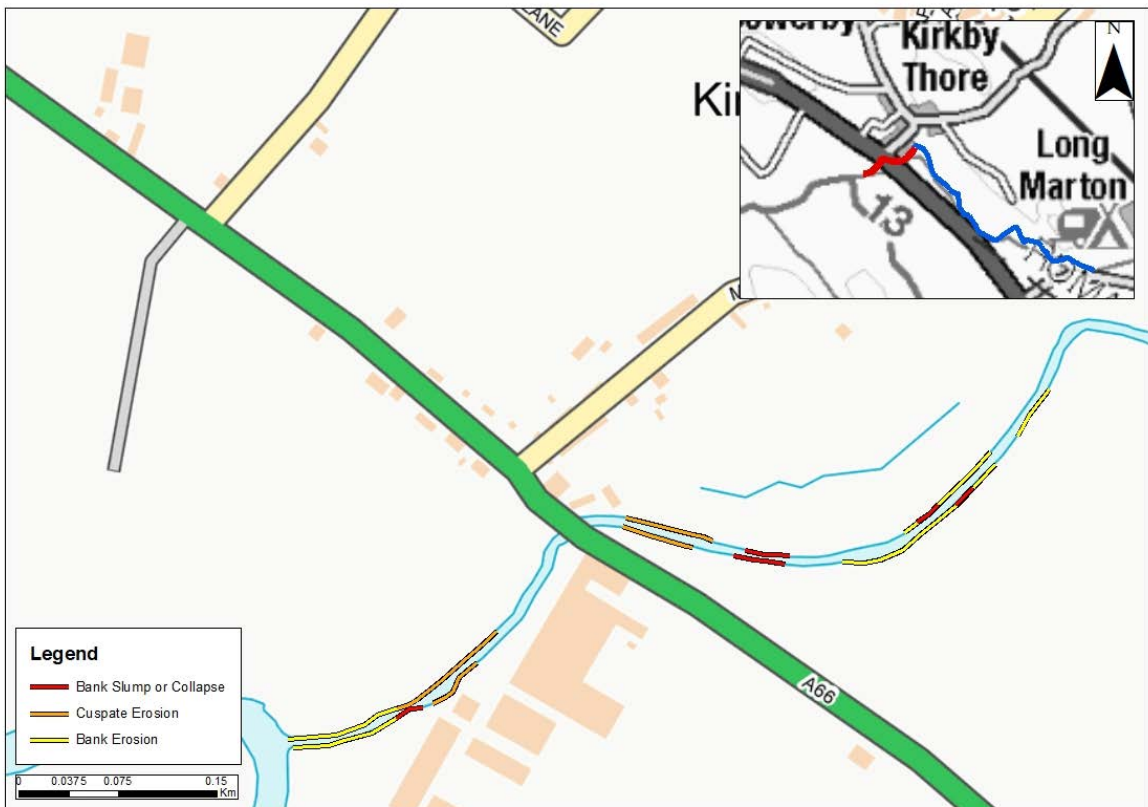 LANE
Kir
M
A66
Kirkby
Thore
N
Long
Marton
13
Legend
Bank Slump or Collapse
Cuspate Erosion
Bank Erosion
0 0.0375 0.075 0.15
Km